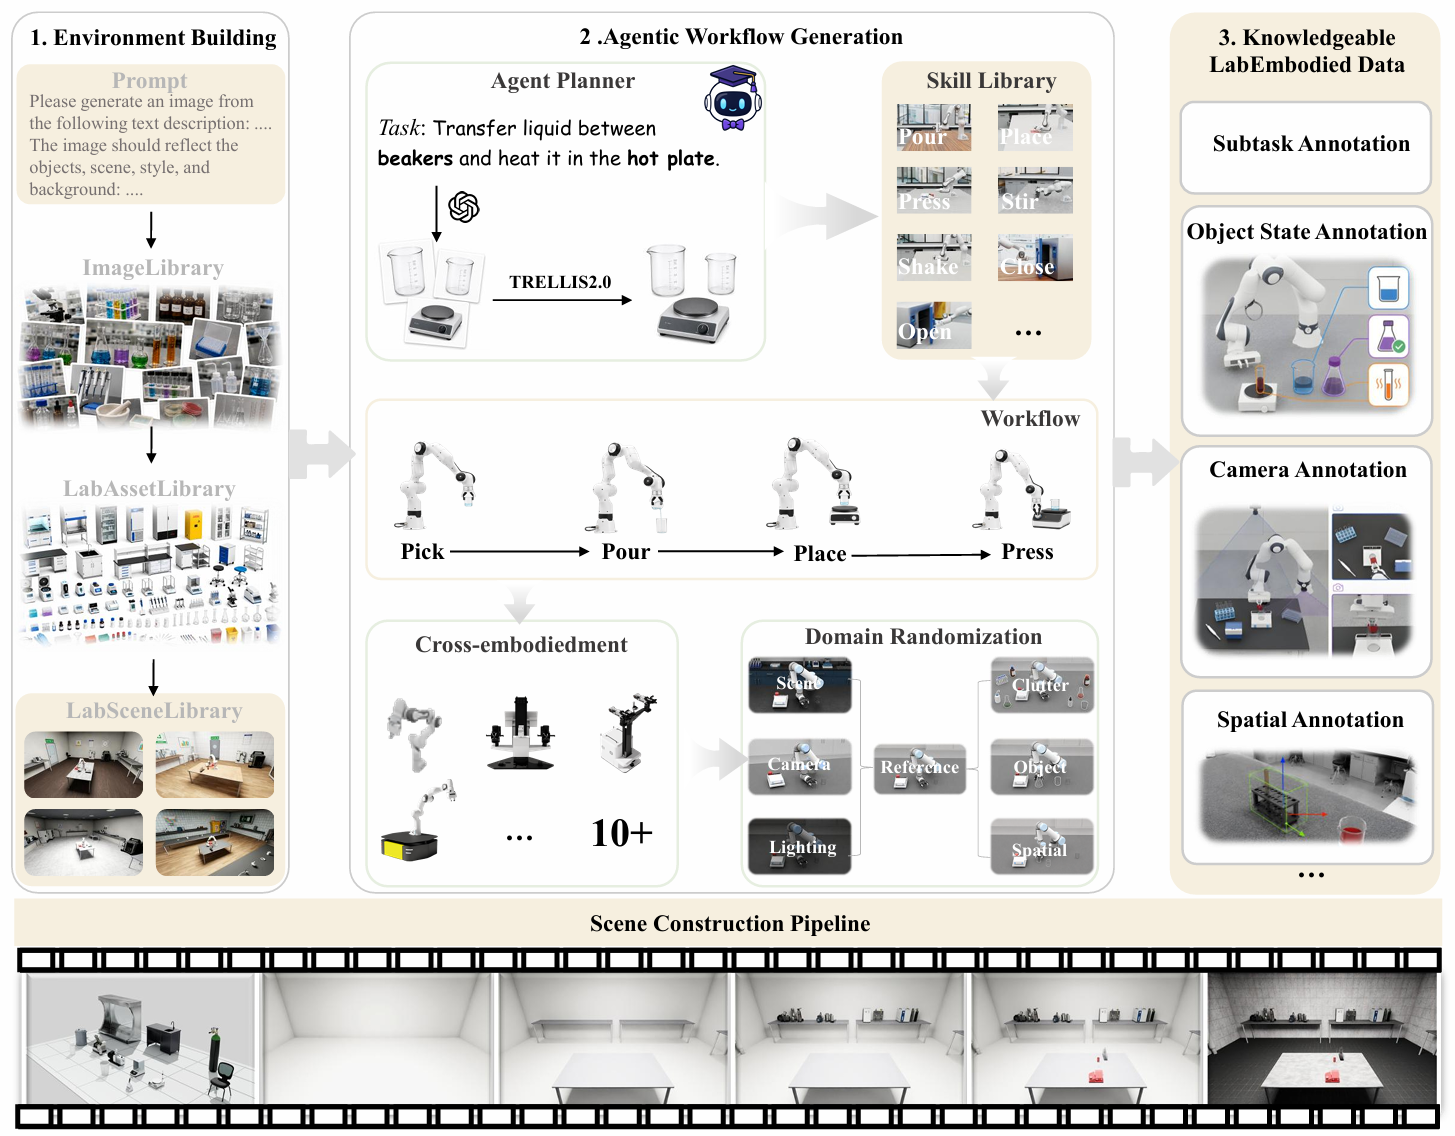 1. Environment Building
Prompt
Please generate an image from
the following text description: ....
The image should reflect the
objects, scene, style, and
background: ....
ImageLibrary
LabAssetLibrary
LabSceneLibrary
2 .Agentic Workflow Generation
Agent Planner
Task: Transfer liquid between
beakers and heat it in the hot plate.
TRELLIS2.0
Skill Library
Pour
Place
Press
Stir
Shake
Close
Open
...
Workflow
Pick
Pour
Place
Press
Cross-embodiedment
...
10+
Domain Randomization
Scene
Clutter
Camera
Reference
Object
Lighting
Spatial
3. Knowledgeable
LabEmbodied Data
Subtask Annotation
Object State Annotation
Camera Annotation
Spatial Annotation
...
Scene Construction Pipeline